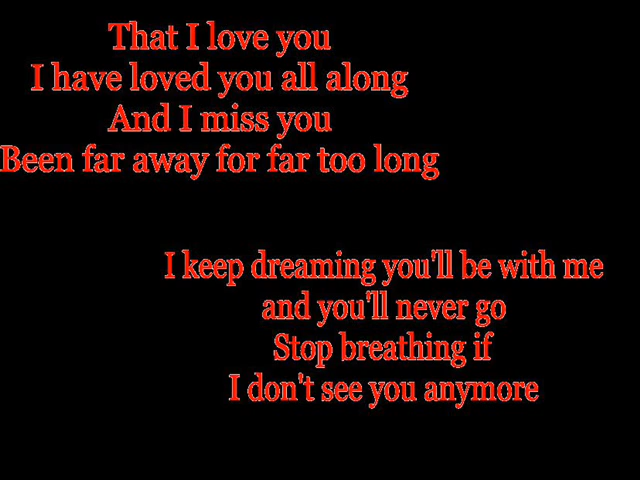 That I love you
I have loved you all along
And I miss you
Been far away for far too long
I keep dreaming you'll be with me
and you'll never go
Stop breathing if
I don't see you anymore